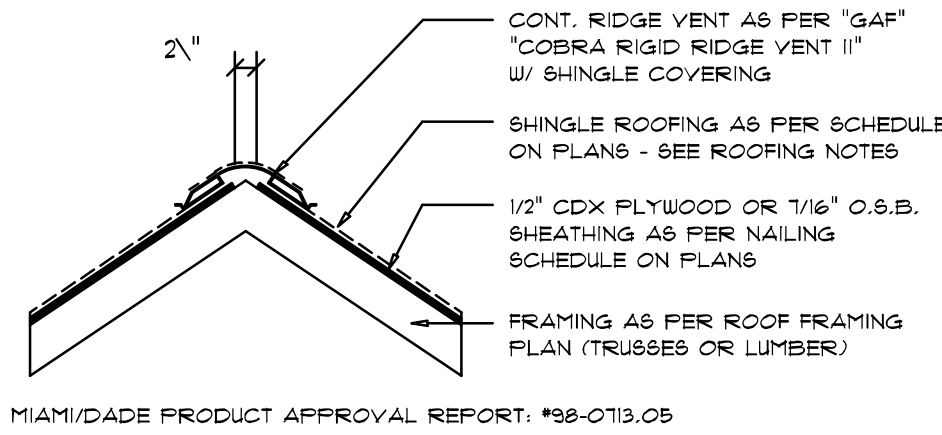 2\"
CONT. RIDGE VENT AS PER "GAF"
"COBRA RIGID RIDGE VENT II"
W/ SHINGLE COVERING
SHINGLE ROOFING AS PER SCHEDULE
ON PLANS - SEE ROOFING NOTES
1/2" CDX PLYWOOD OR 7/16" O.S.B.
SHEATHING AS PER NAILING
SCHEDULE ON PLANS
FRAMING AS PER ROOF FRAMING
PLAN (TRUSSES OR LUMBER)
MIAMI/DADE PRODUCT APPROVAL REPORT: #98-0713.05